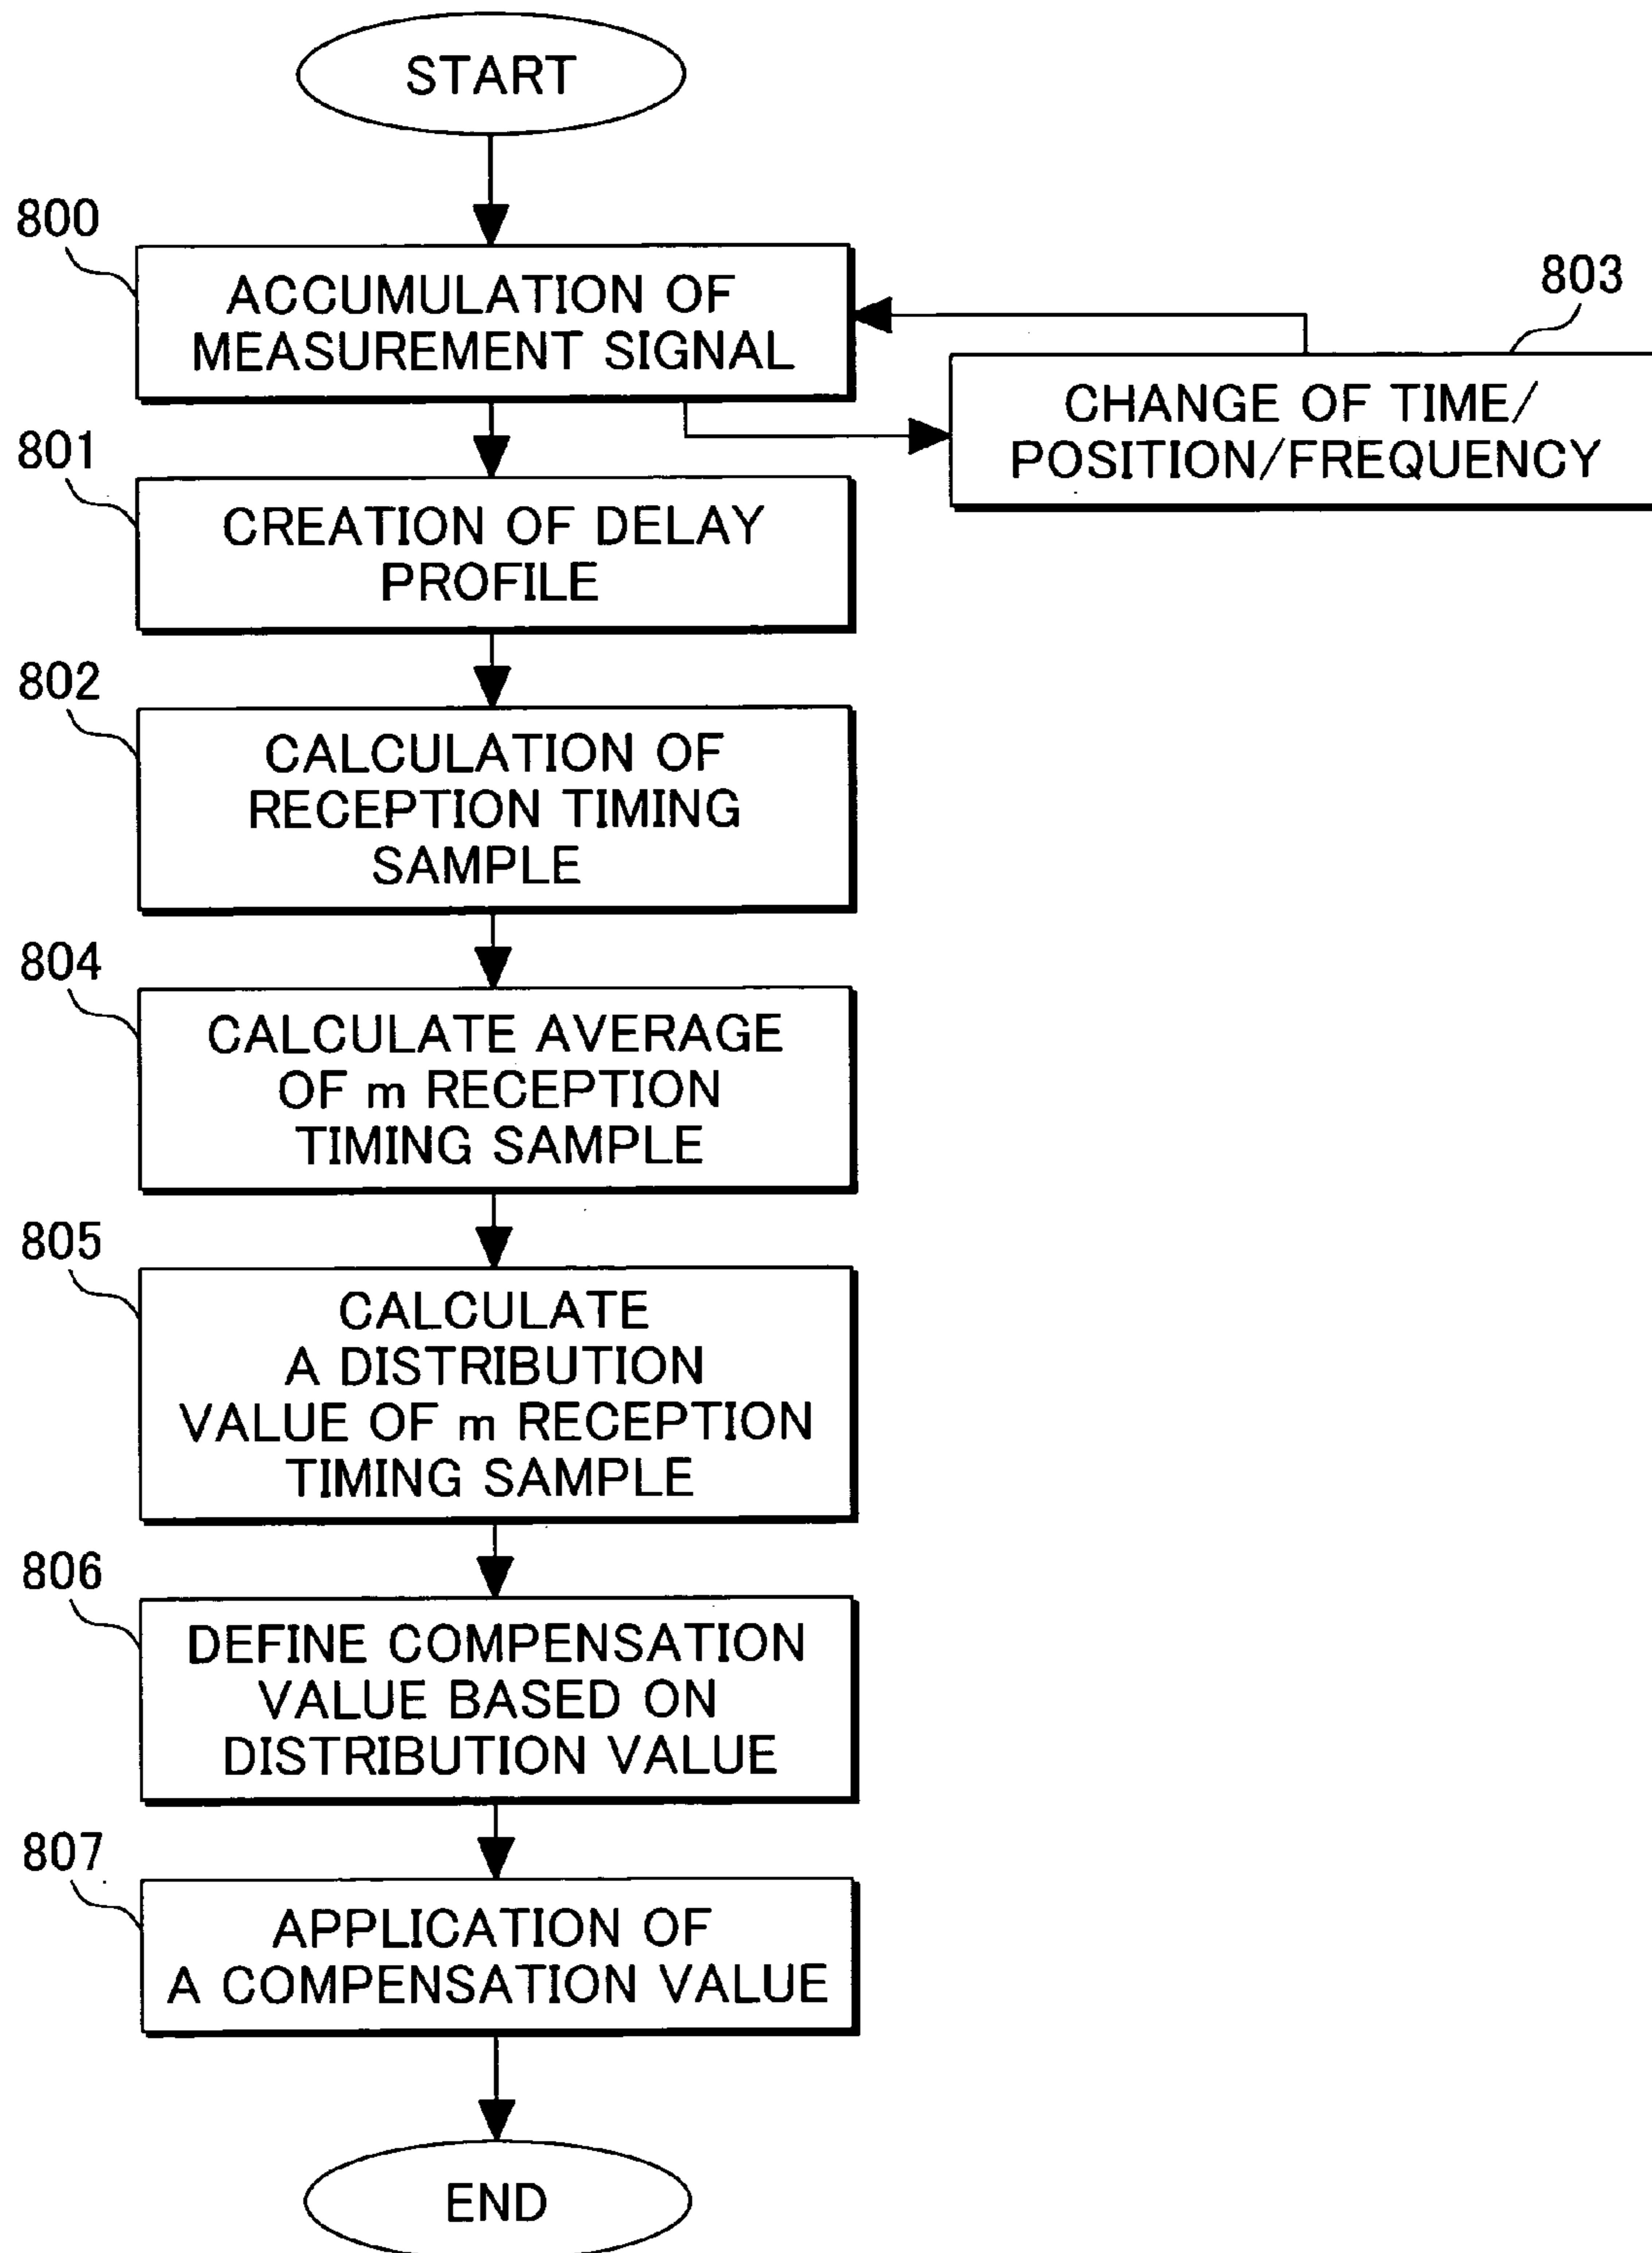 START
800
ACCUMULATION OF
MEASUREMENT SIGNAL
803
CHANGE OF TIME/
POSITION/FREQUENCY
801
CREATION OF DELAY
PROFILE
802
CALCULATION OF
RECEPTION TIMING
SAMPLE
804
CALCULATE AVERAGE
OF m RECEPTION
TIMING SAMPLE
805
CALCULATE
A DISTRIBUTION
VALUE OF m RECEPTION
TIMING SAMPLE
806
DEFINE COMPENSATION
VALUE BASED ON
DISTRIBUTION VALUE
807
APPLICATION OF
A COMPENSATION VALUE
END